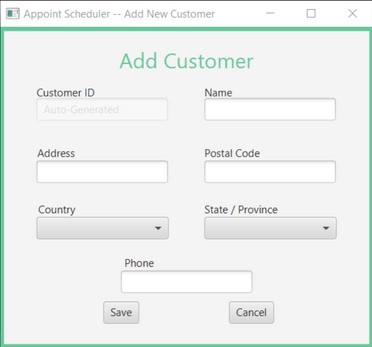 Appoint Scheduler -- Add New Customer
Add Customer
Customer ID
Name
Auto-Generated
Address
Postal Code
Country
State / Province
Phone
Save
Cancel